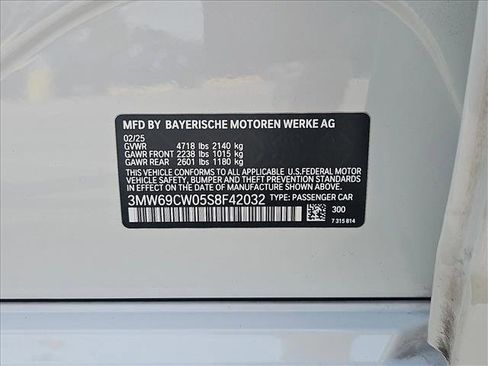 MFD BY BAYERISCHE MOTOREN WERKE AG
02/25
GVWR 4718 lbs 2140 kg
GAWR FRONT 2238 lbs 1015 kg
GAWR REAR 2601 lbs 1180 kg
THIS VEHICLE CONFORMS TO ALL APPLICABLE U.S.FEDERAL MOTOR
VEHICLE SAFETY, BUMPER, AND THEFT PREVENTION STANDARDS IN
EFFECT ON THE DATE OF MANUFACTURE SHOWN ABOVE.
3MW69CW05S8F42032 TYPE: PASSENGER CAR
300
7 315 814